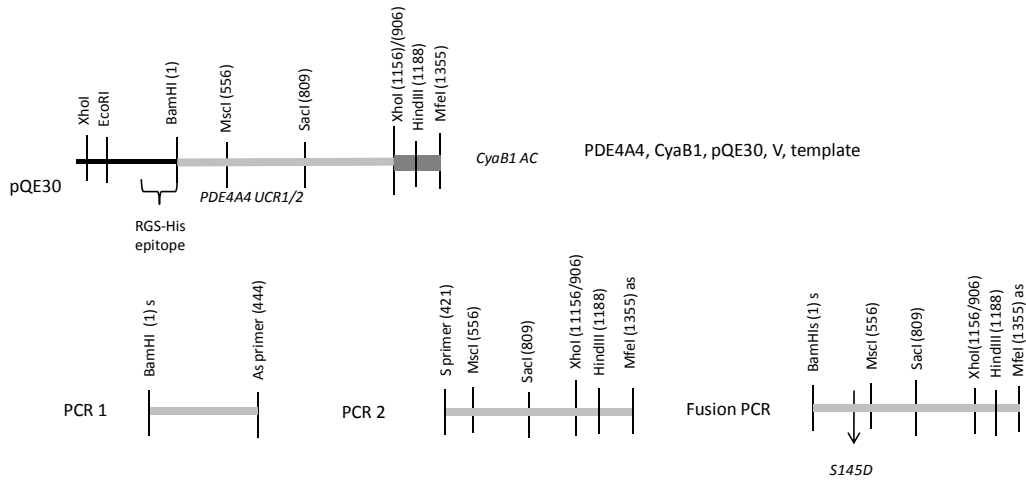 XhoI
EcoRI
BamHI (1)
MscI (556)
SacI (809)
XhoI (1156)/(906)
HindIII (1188)
MfeI (1355)
pQE30
RGS-His
epitope
PDE4A4 UCR1/2
CyaB1 AC
PDE4A4, CyaB1, pQE30, V, template
PCR 1
BamHI (1) s
As primer (444)
PCR 2
S primer (421)
MscI (556)
SacI (809)
XhoI (11156/906)
HindIII (1188)
MfeI (1355) as
Fusion PCR
BamHIs (1) s
MscI (556)
SacI (809)
XhoI(1156/906)
HindIII (1188)
MfeI (1355) as
S145D